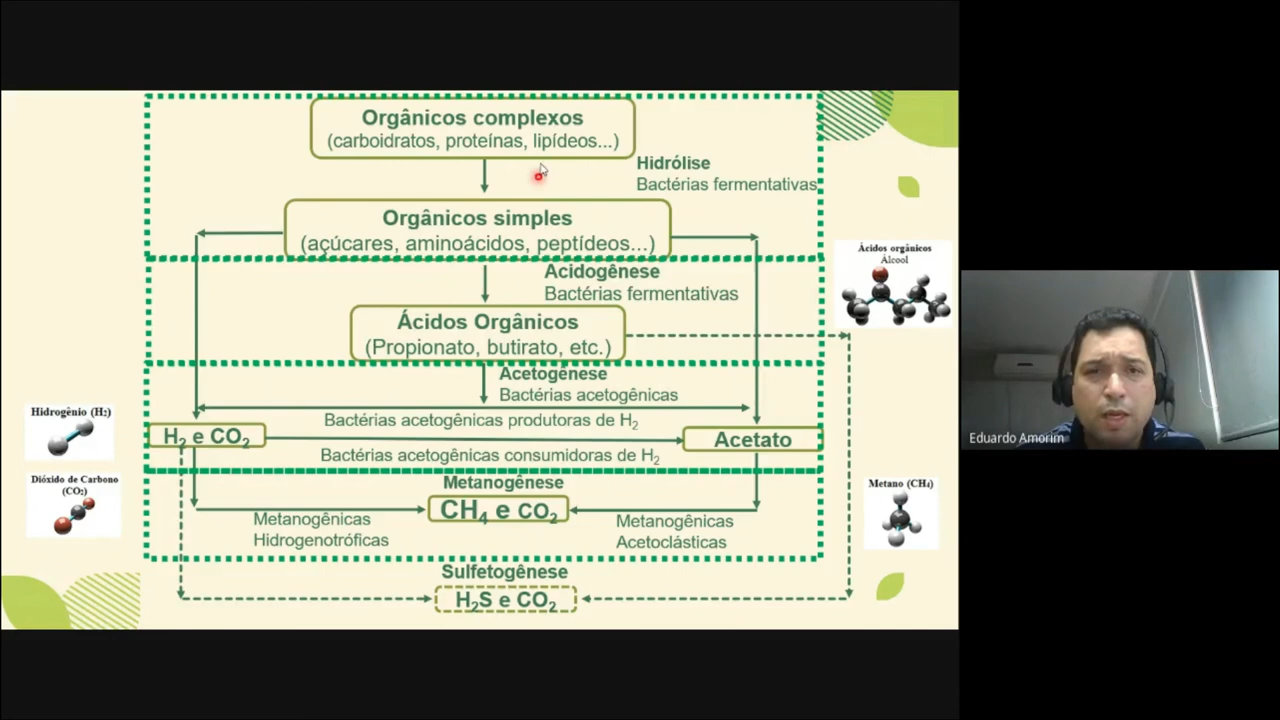 Orgânicos complexos
(carboidratos, proteínas, lipídeos...)
Hidrólise
Bactérias fermentativas
Orgânicos simples
(açúcares, aminoácidos, peptídeos...)
Ácidos orgânicos
Álcool
Acidogênese
Bactérias fermentativas
Ácidos Orgânicos
(Propionato, butirato, etc.)
Acetogênese
Bactérias acetogênicas
Hidrogênio (H₂)
Bactérias acetogênicas produtoras de H₂
H₂ e CO₂
Acetato
Bactérias acetogênicas consumidoras de H₂
Eduardo Amorim
Dióxido de Carbono
(CO₂)
Metanogênese
Metano (CH₄)
CH₄ e CO₂
Metanogênicas
Hidrogenotróficas
Metanogênicas
Acetoclásticas
Sulfetogênese
H₂S e CO₂